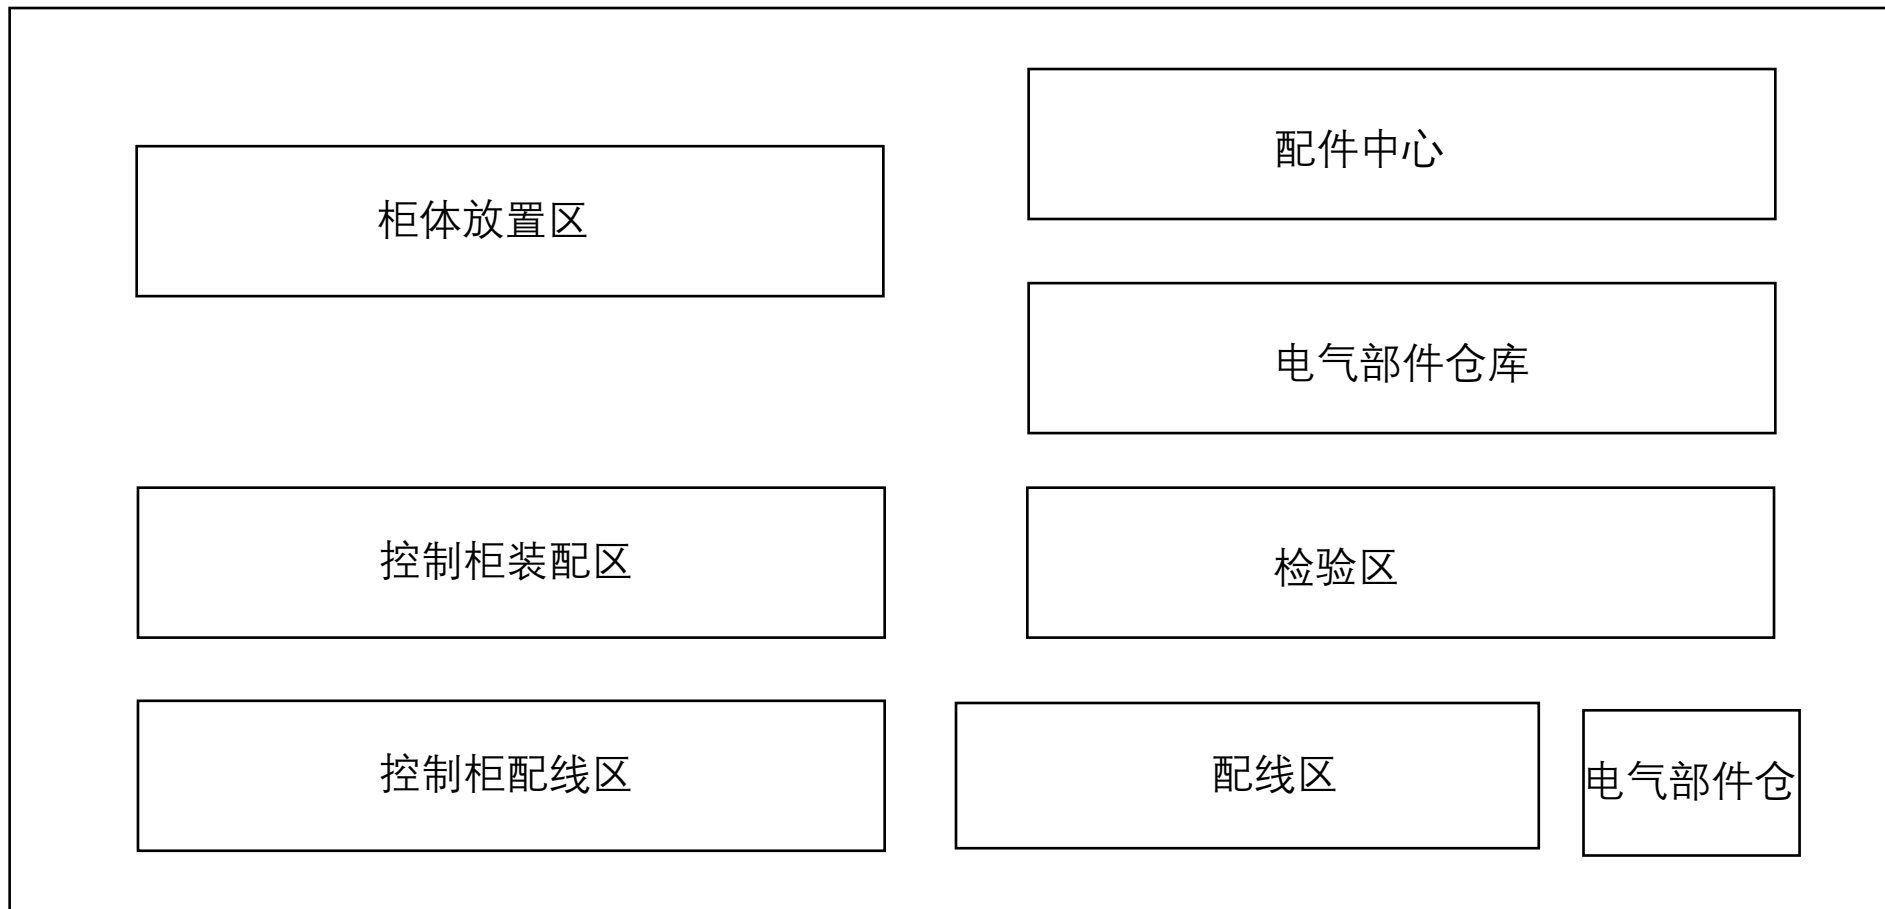 配件中心
柜体放置区
电气部件仓库
控制柜装配区
检验区
控制柜配线区
配线区
电气部件仓